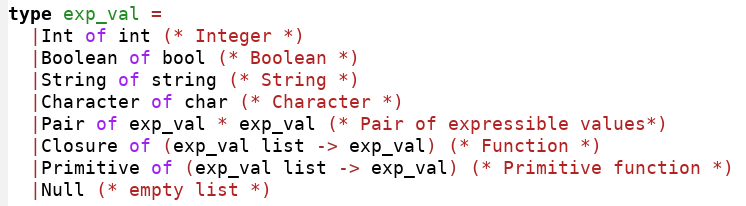 type exp_val =
  |Int of int (* Integer *)
  |Boolean of bool (* Boolean *)
  |String of string (* String *)
  |Character of char (* Character *)
  |Pair of exp_val * exp_val (* Pair of expressible values*)
  |Closure of (exp_val list -> exp_val) (* Function *)
  |Primitive of (exp_val list -> exp_val) (* Primitive function *)
  |Null (* empty list *)